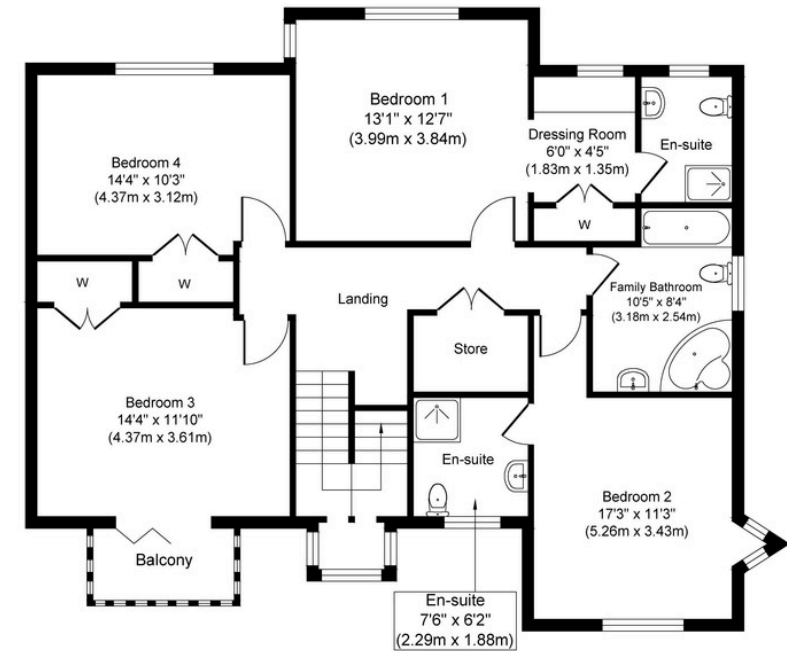 Bedroom 1
13'1" x 12'7"
(3.99m x 3.84m)
Dressing Room
6'0" x 4'5"
(1.83m x 1.35m)
En-suite
Bedroom 4
14'4" x 10'3"
(4.37m x 3.12m)
W
W
W
Landing
Family Bathroom
10'5" x 8'4"
(3.18m x 2.54m)
Store
Bedroom 3
14'4" x 11'10"
(4.37m x 3.61m)
En-suite
Bedroom 2
17'3" x 11'3"
(5.26m x 3.43m)
Balcony
En-suite
7'6" x 6'2"
(2.29m x 1.88m)